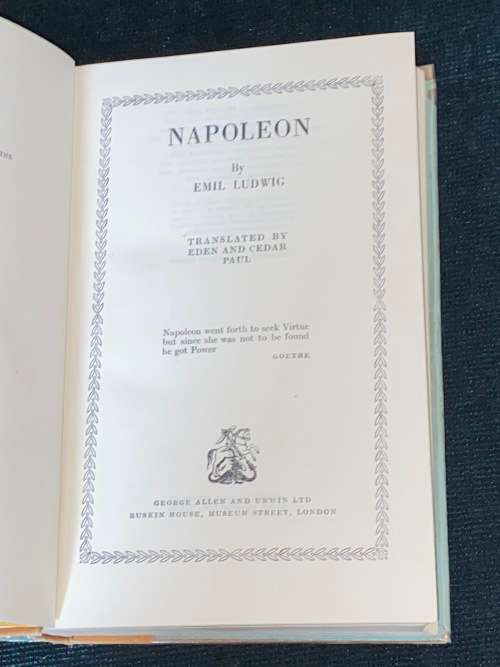 THE
NAPOLEON
By
EMIL LUDWIG
TRANSLATED BY
EDEN AND CEDAR
PAUL
Napoleon went forth to seek Virtue
but since she was not to be found
he got Power
GOETHE
GEORGE ALLEN AND UNWIN LTD
RUSKIN HOUSE, MUSEUM STREET, LONDON